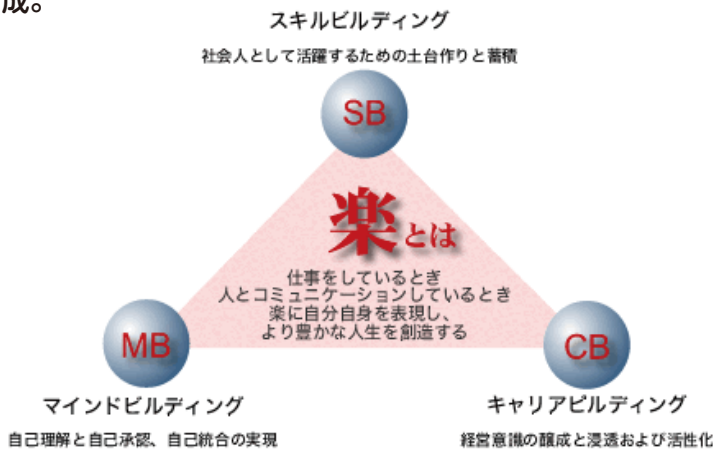 成。
スキルビルディング
社会人として活躍するための土台作りと蓄積
SB
楽とは
仕事をしているとき
人とコミュニケーションしているとき
楽に自分自身を表現し、
より豊かな人生を創造する
MB
CB
マインドビルディング
キャリアビルディング
自己理解と自己承認、自己統合の実現
経営意識の醸成と浸透および活性化